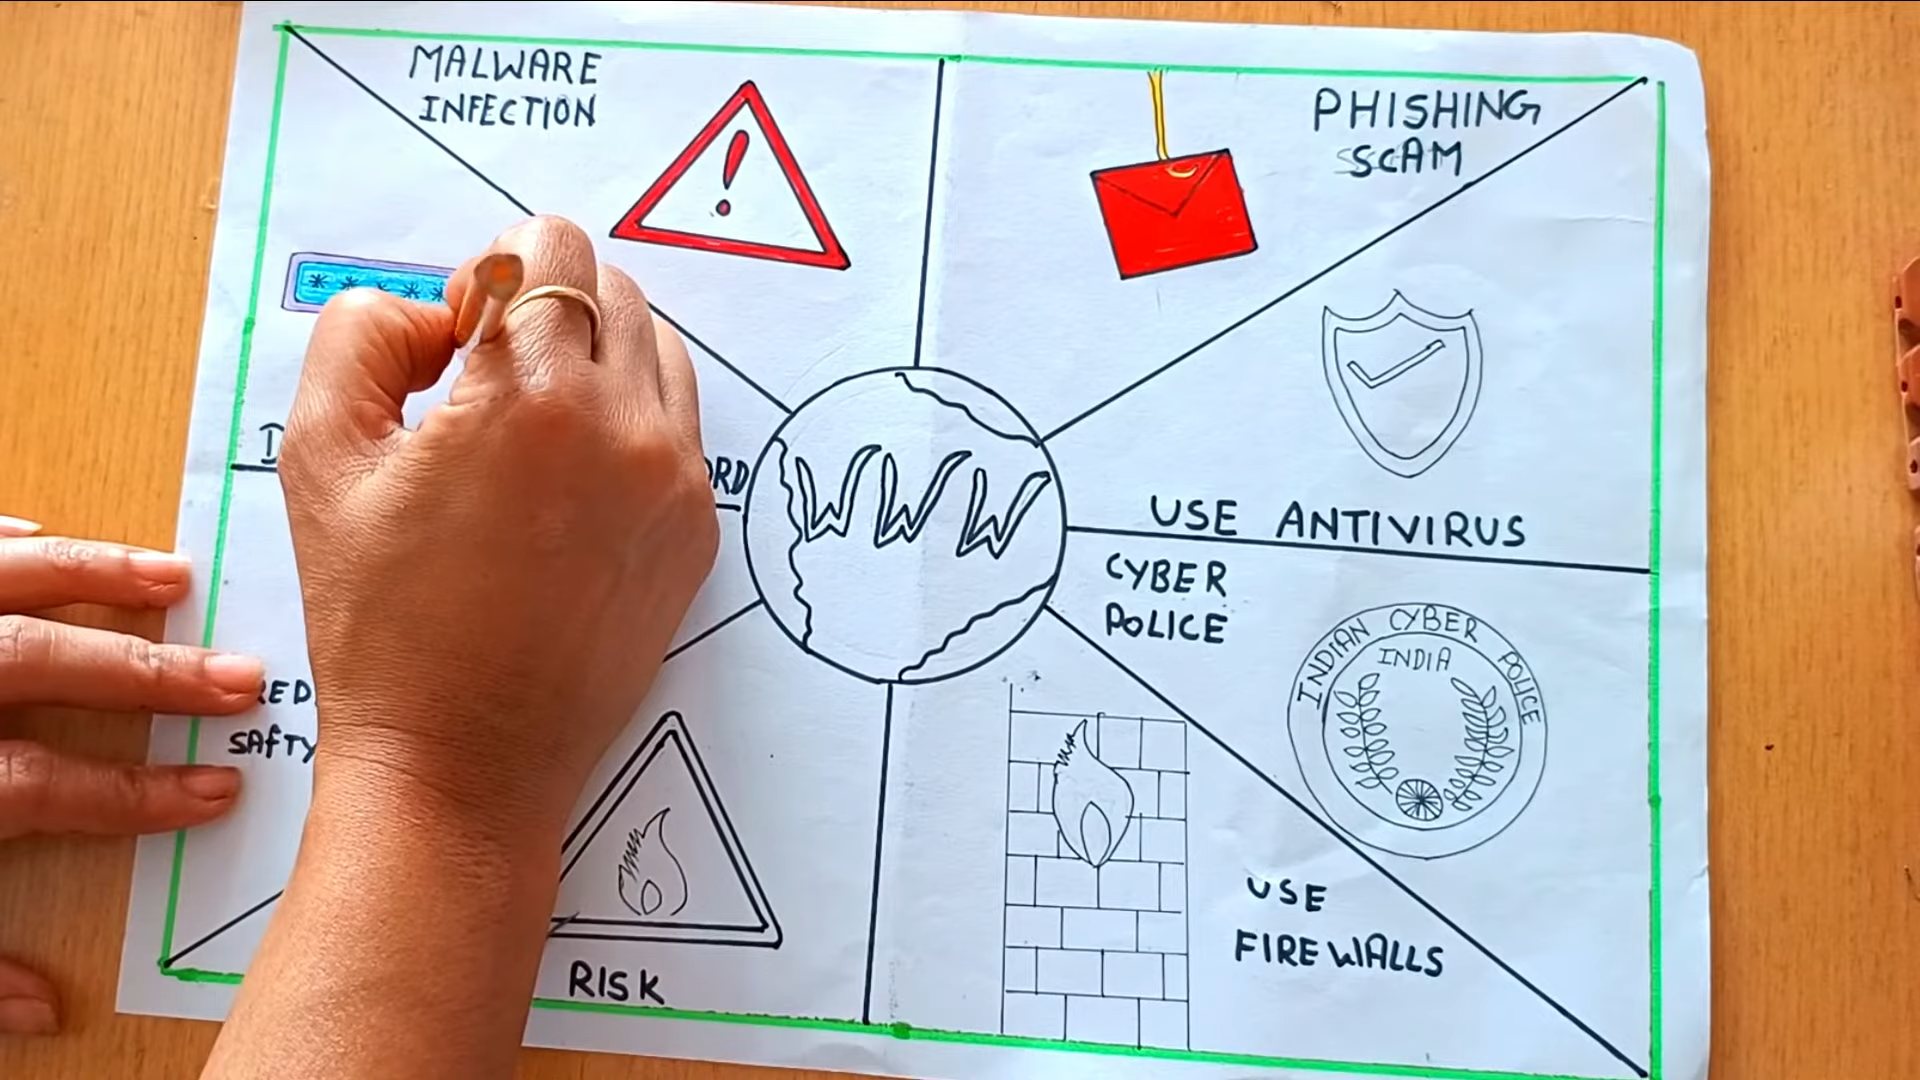 MALWARE
INFECTION
PHISHING
SCAM
* * * * *
WWW
USE ANTIVIRUS
CYBER
POLICE
INDIAN CYBER POLICE
INDIA
SAFTY
RISK
USE
FIREWALLS